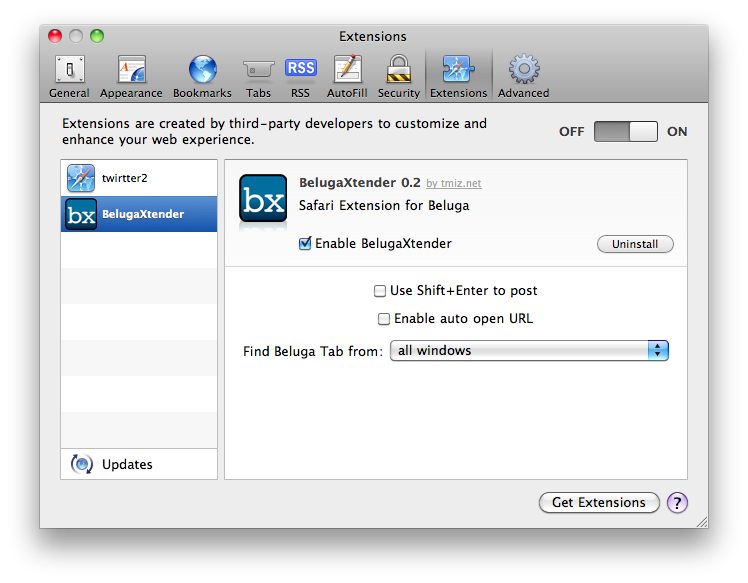 Extensions
General Appearance Bookmarks Tabs RSS RSS AutoFill Security Extensions Advanced
Extensions are created by third-party developers to customize and
enhance your web experience.
OFF ON
twirtter2
bx BelugaXtender
bx
BelugaXtender 0.2 by tmiz.net
Safari Extension for Beluga
Enable BelugaXtender
Uninstall
Use Shift+Enter to post
Enable auto open URL
Find Beluga Tab from: all windows
Updates
Get Extensions ?